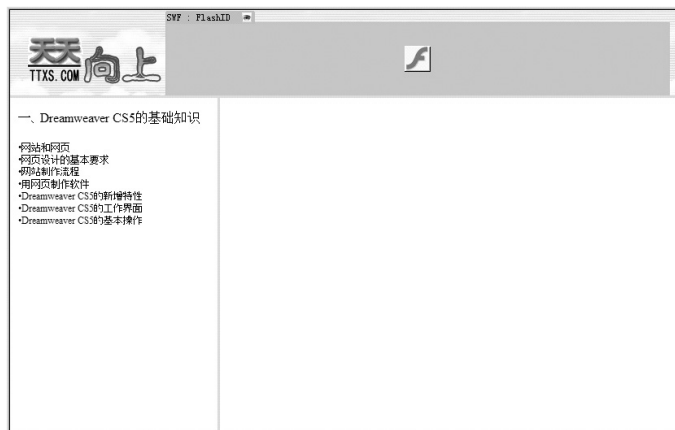 SWF : FlashID
天天向上
TTXS. COM
一、Dreamweaver CS5的基础知识
•网站和网页
•网页设计的基本要求
•网站制作流程
•用网页制作软件
•Dreamweaver CS5的新增特性
•Dreamweaver CS5的工作界面
•Dreamweaver CS5的基本操作